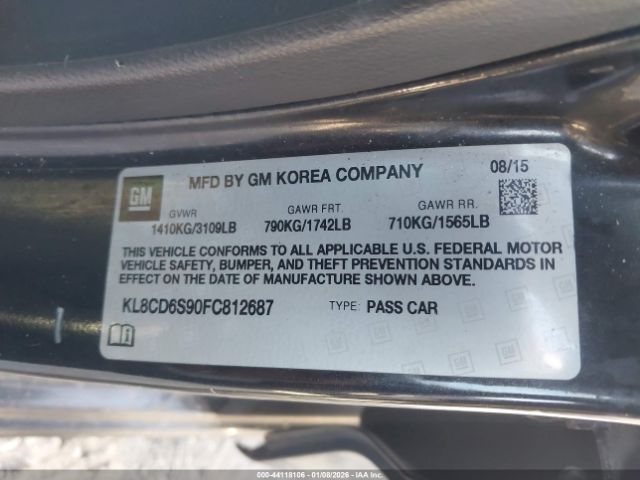 GM
MFD BY GM KOREA COMPANY
08/15
GVWR
1410KG/3109LB
GAWR FRT.
790KG/1742LB
GAWR RR.
710KG/1565LB
THIS VEHICLE CONFORMS TO ALL APPLICABLE U.S. FEDERAL MOTOR
VEHICLE SAFETY, BUMPER, AND THEFT PREVENTION STANDARDS IN
EFFECT ON THE DATE OF MANUFACTURE SHOWN ABOVE.
KL8CD6S90FC812687
TYPE: PASS CAR
000-44118106 | 01/08/2026 - IAA Inc.